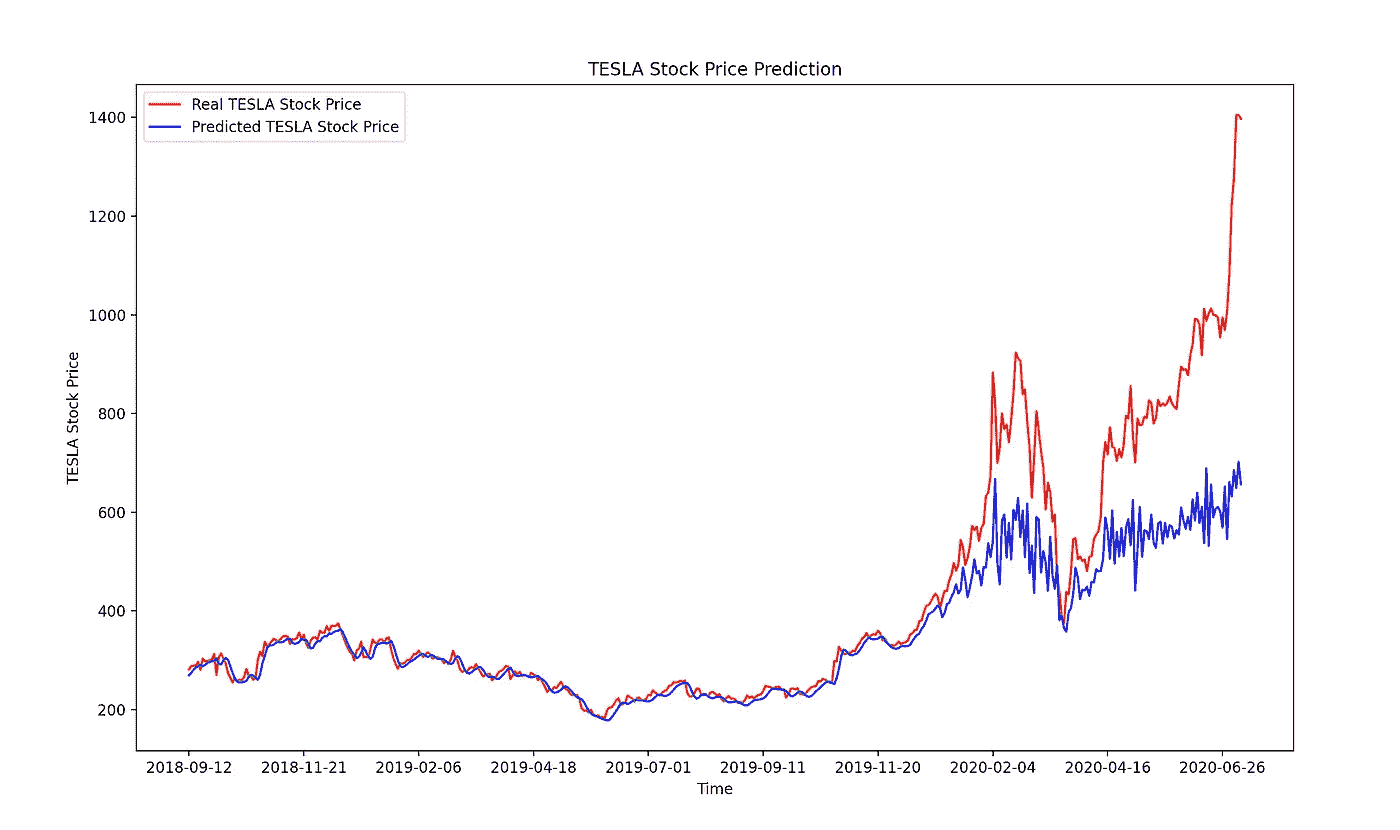 TESLA Stock Price Prediction
Real TESLA Stock Price
Predicted TESLA Stock Price
TESLA Stock Price
1400
1200
1000
800
600
400
200
2018-09-12 2018-11-21 2019-02-06 2019-04-18 2019-07-01 2019-09-11 2019-11-20 2020-02-04 2020-04-16 2020-06-26
Time